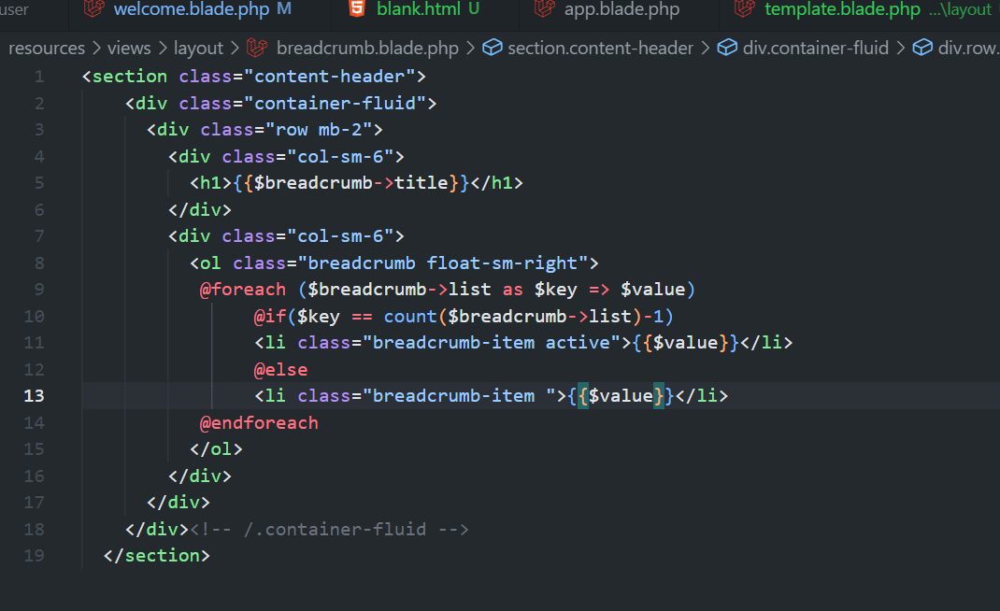 user welcome.blade.php M blank.html U app.blade.php template.blade.php ...\layout
resources > views > layout > breadcrumb.blade.php > section.content-header > div.container-fluid > div.row.
1 <section class="content-header">
2 <div class="container-fluid">
3 <div class="row mb-2">
4 <div class="col-sm-6">
5 <h1>{{$breadcrumb->title}}</h1>
6 </div>
7 <div class="col-sm-6">
8 <ol class="breadcrumb float-sm-right">
9 @foreach ($breadcrumb->list as $key => $value)
10 @if($key == count($breadcrumb->list)-1)
11 <li class="breadcrumb-item active">{{$value}}</li>
12 @else
13 <li class="breadcrumb-item ">{{$value}}</li>
14 @endforeach
15 </ol>
16 </div>
17 </div>
18 </div><!-- /.container-fluid -->
19 </section>